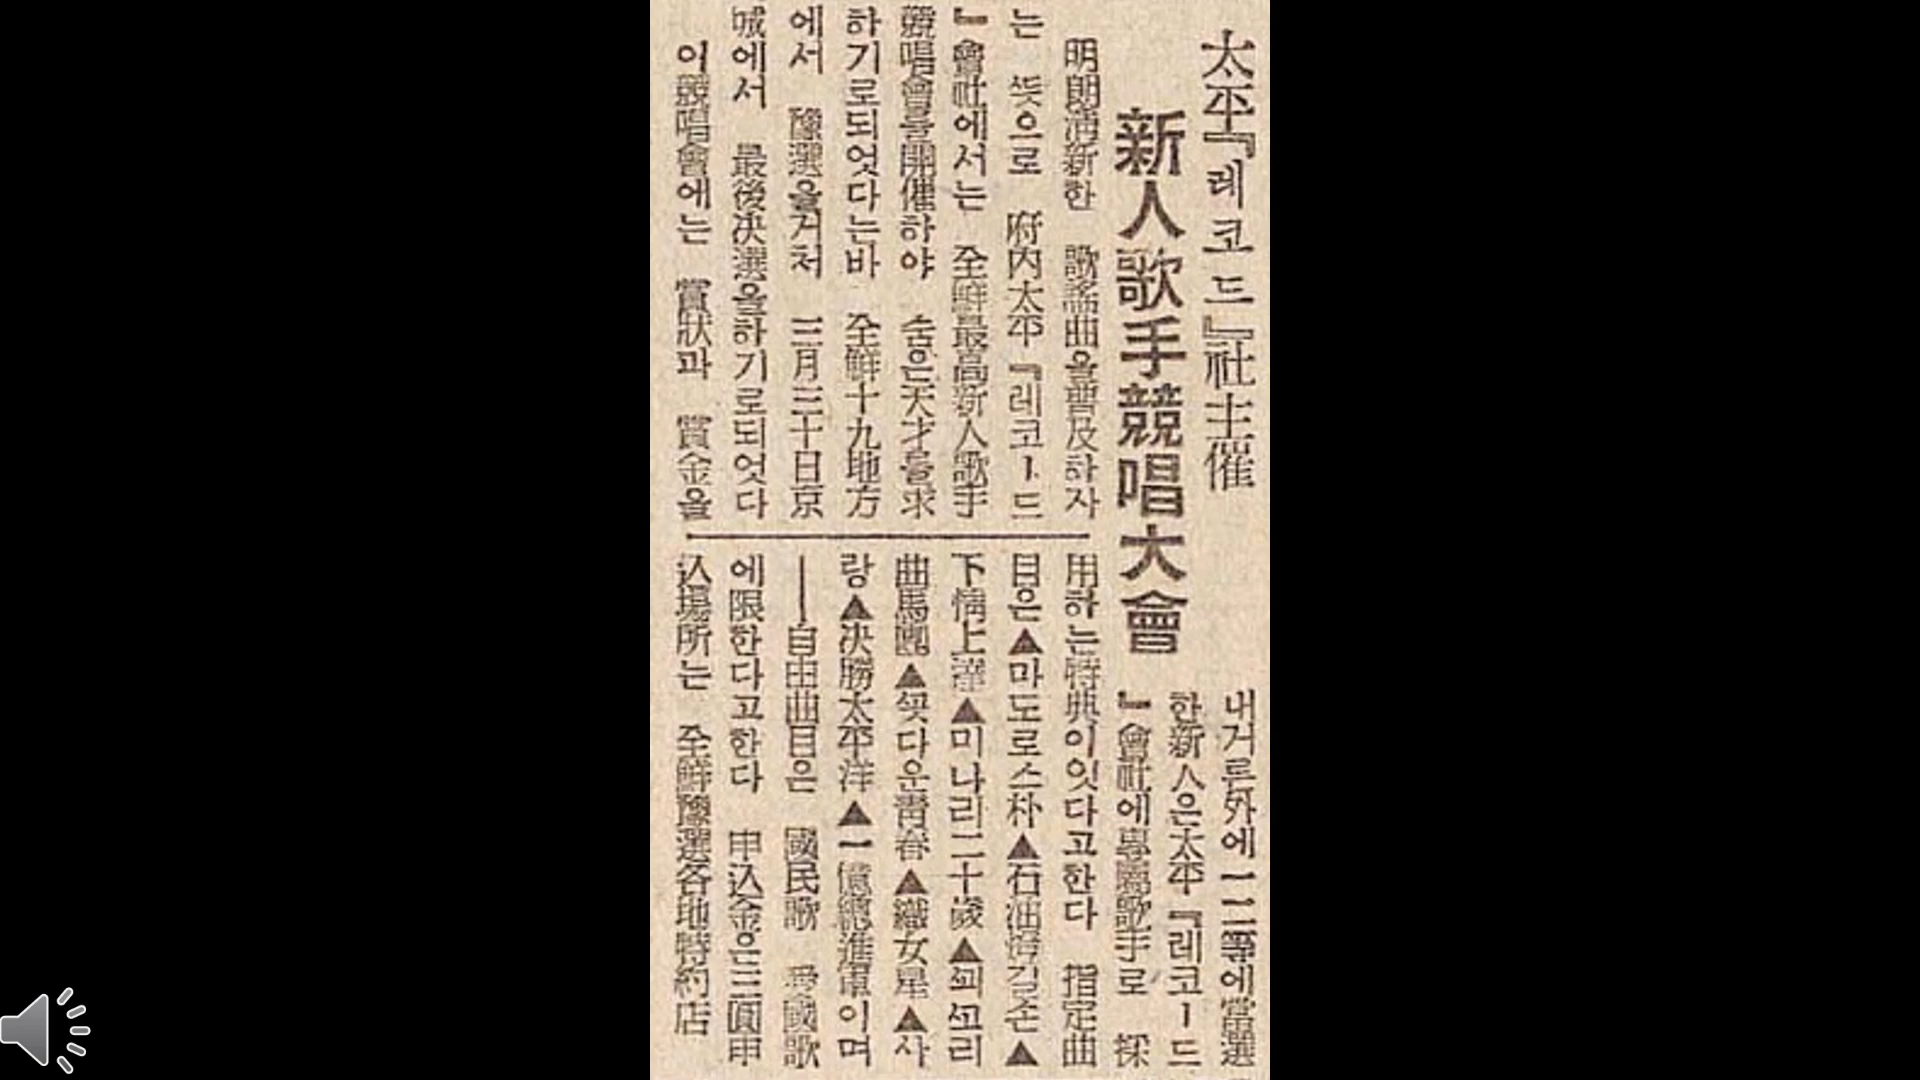 太平『레코드』社主催
新人歌手競唱大會
明朗淸新한 歌謠曲을普及하자
는 뜻으로 府內太平『레코ー드
』會社에서는 全鮮最高新人歌手
競唱會를開催하야 숨은天才를求
하기로되엇다는바 全鮮十九地方
에서 豫選을거처 三月三十日京
城에서 最後決選을하기로되엇다
이競唱會에는 賞狀과 賞金을
내거른外에一二等에當選
한新人은太平『레코ー드
』會社에專屬歌手로 採
用하는特典이잇다고한다 指定曲
目은▲마도로스朴▲石油燈길손▲
下情上達▲미나리二十歲▲꾀꼬리
曲馬團▲꼿다운靑春▲織女星▲사
랑▲決勝太平洋▲一億總進軍이며
―自由曲目은 國民歌 愛國歌
에限한다고한다 申込金은三圓申
込場所는 全鮮豫選各地特約店